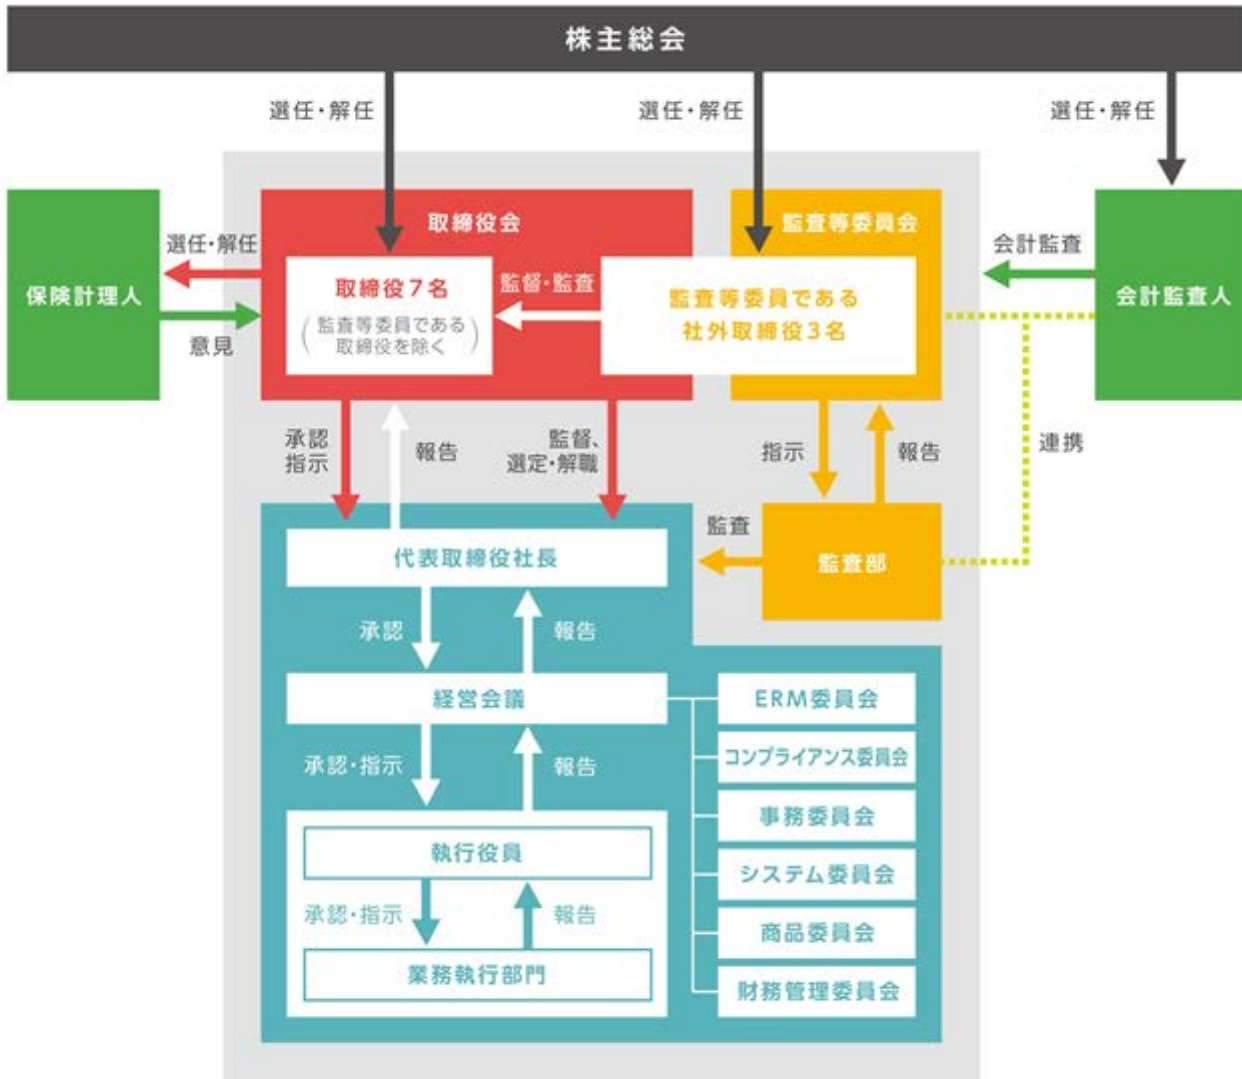 株主総会
選任・解任
選任・解任
選任・解任
取締役会
監査等委員会
選任・解任
会計監査
保険計理人
取締役7名
(監査等委員である
取締役を除く)
監督・監査
監査等委員である
社外取締役3名
会計監査人
意見
承認
指示
報告
監督、
選定・解職
指示
報告
連携
代表取締役社長
監査
監査部
承認
報告
経営会議
ERM委員会
承認・指示
報告
コンプライアンス委員会
事務委員会
執行役員
システム委員会
承認・指示
報告
商品委員会
業務執行部門
財務管理委員会